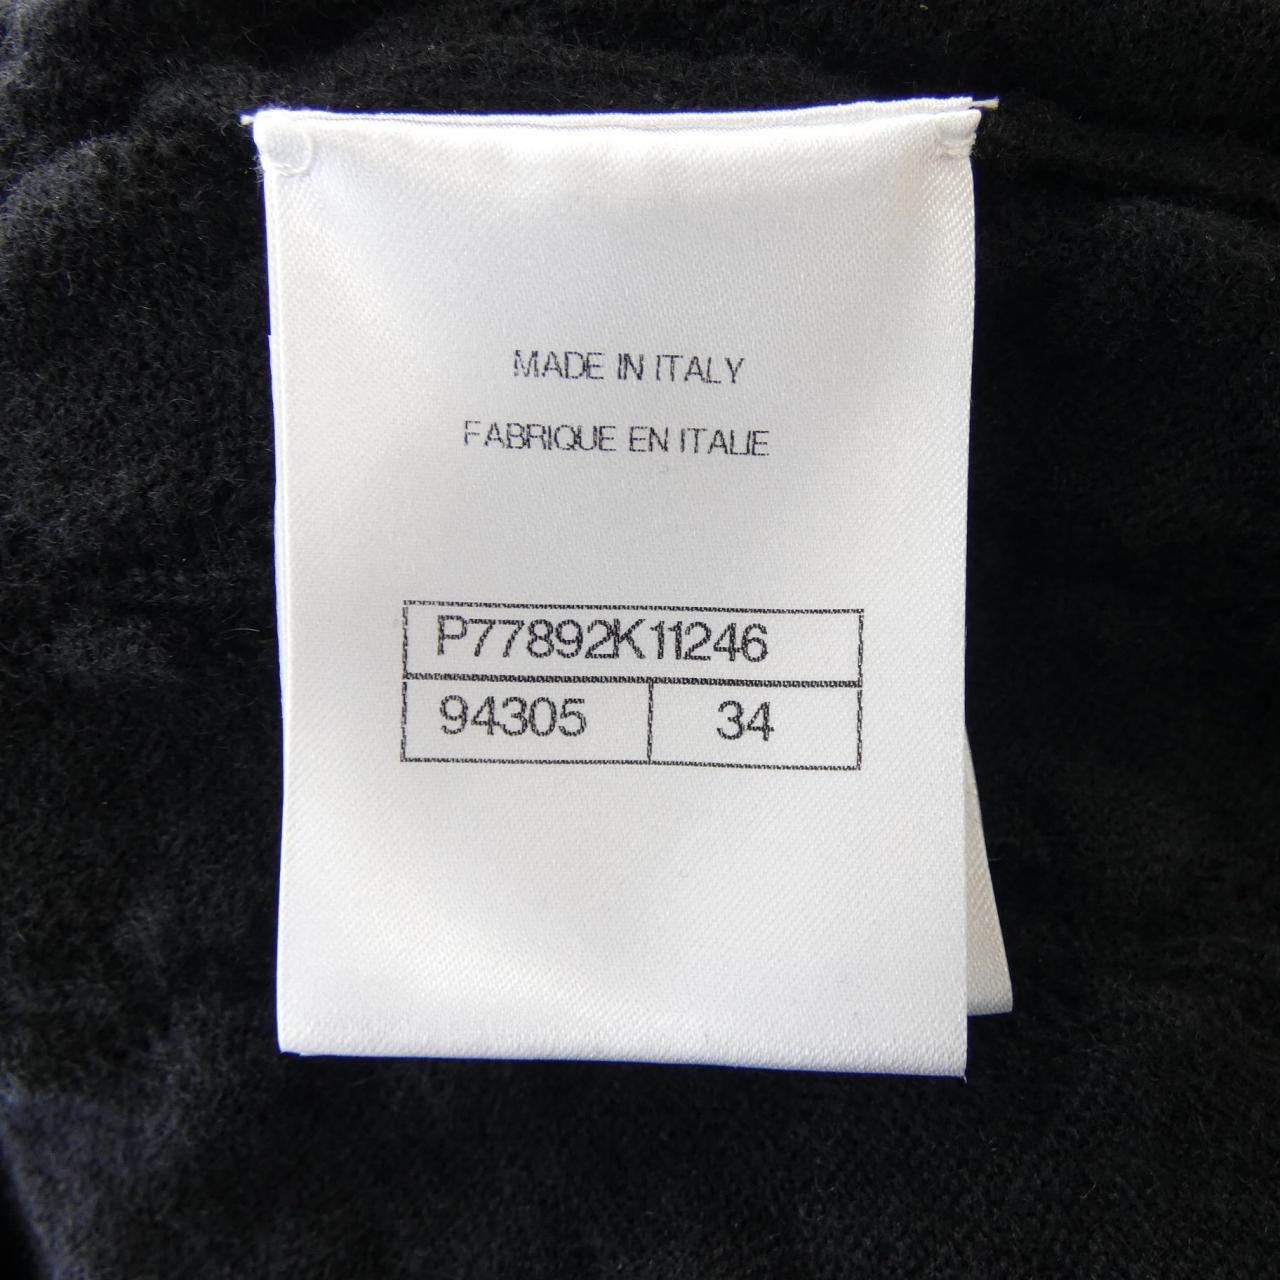 MADE IN ITALY
FABRIQUE EN ITALIE
P77892K11246
94305 34